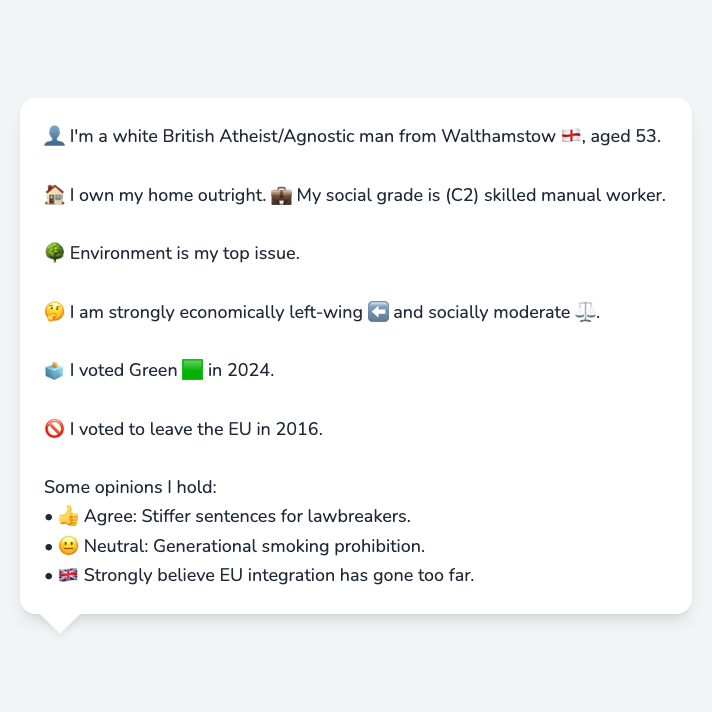 👤 I'm a white British Atheist/Agnostic man from Walthamstow 🏴󠁧󠁢󠁥󠁮󠁧󠁿, aged 53.
🏠 I own my home outright. 💼 My social grade is (C2) skilled manual worker.
🌳 Environment is my top issue.
🤔 I am strongly economically left-wing ⬅️ and socially moderate ⚖️.
🗳️ I voted Green 🟩 in 2024.
🚫 I voted to leave the EU in 2016.
Some opinions I hold:
• 👍 Agree: Stiffer sentences for lawbreakers.
• 😐 Neutral: Generational smoking prohibition.
• 🇬🇧 Strongly believe EU integration has gone too far.